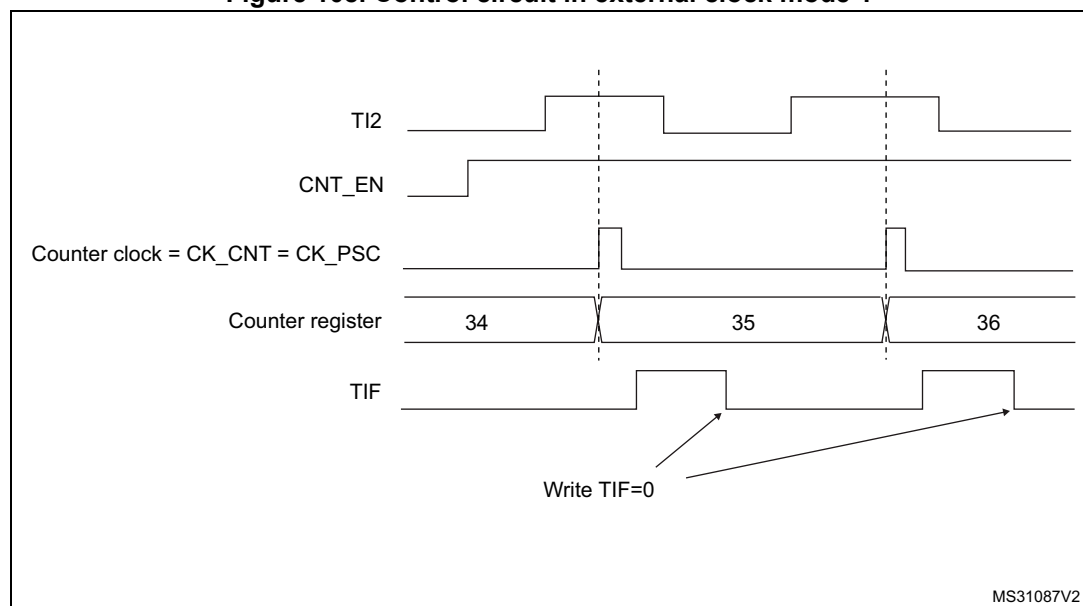 Figure 100. Control circuit in external clock mode 1
TI2
CNT_EN
Counter clock = CK_CNT = CK_PSC
Counter register
34
35
36
TIF
Write TIF=0
MS31087V2